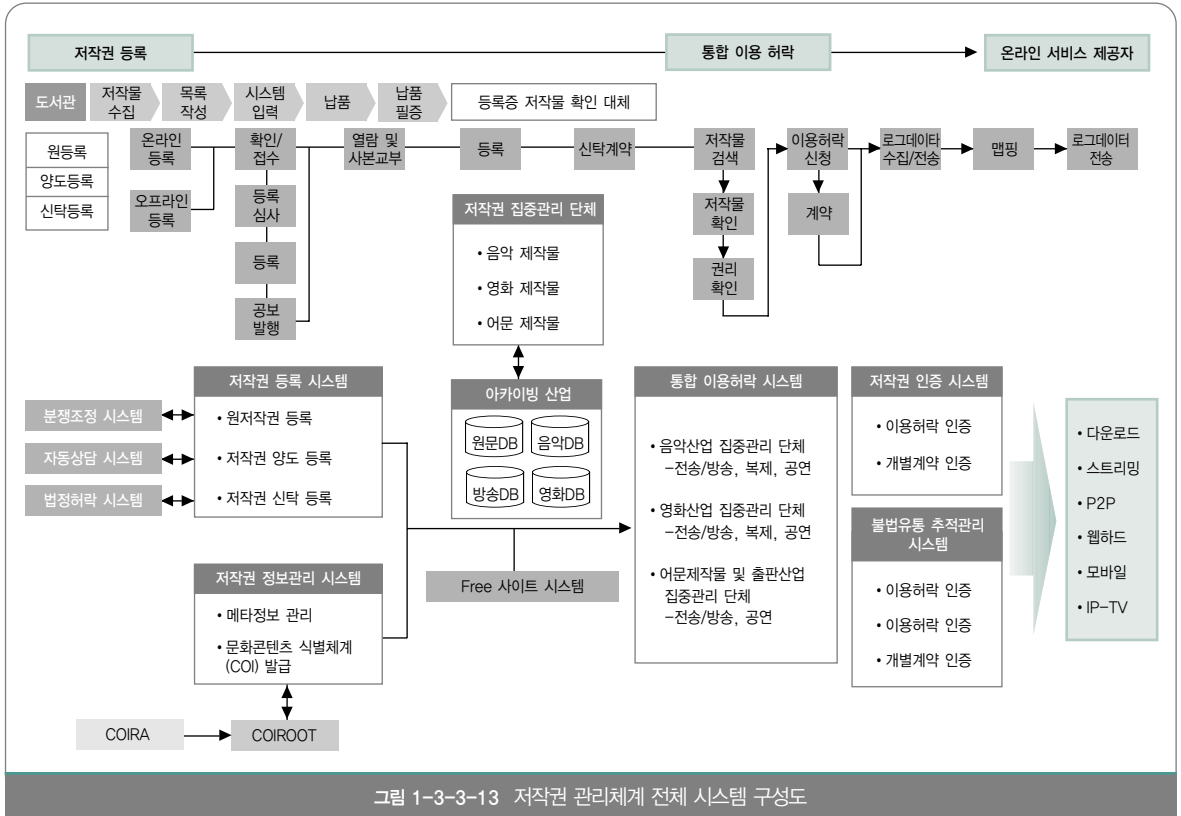 저작권 등록
통합 이용 허락
온라인 서비스 제공자
도서관
저작물
수집
목록
작성
시스템
입력
납품
납품
필증
등록증 저작물 확인 대체
원등록
양도등록
신탁등록
온라인
등록
오프라인
등록
확인/
접수
등록
심사
등록
공보
발행
열람 및
사본교부
등록
신탁계약
저작물
검색
저작물
확인
권리
확인
이용허락
신청
계약
로그데이타
수집/전송
맵핑
로그데이터
전송
저작권 집중관리 단체
• 음악 제작물
• 영화 제작물
• 어문 제작물
아카이빙 산업
원문DB
음악DB
방송DB
영화DB
분쟁조정 시스템
자동상담 시스템
법정허락 시스템
저작권 등록 시스템
• 원저작권 등록
• 저작권 양도 등록
• 저작권 신탁 등록
저작권 정보관리 시스템
• 메타정보 관리
• 문화콘텐츠 식별체계
(COI) 발급
COIRA
COIROOT
Free 사이트 시스템
통합 이용허락 시스템
• 음악산업 집중관리 단체
-전송/방송, 복제, 공연
• 영화산업 집중관리 단체
-전송/방송, 복제, 공연
• 어문제작물 및 출판산업
집중관리 단체
-전송/방송, 공연
저작권 인증 시스템
• 이용허락 인증
• 개별계약 인증
불법유통 추적관리
시스템
• 이용허락 인증
• 이용허락 인증
• 개별계약 인증
• 다운로드
• 스트리밍
• P2P
• 웹하드
• 모바일
• IP-TV
그림 1-3-3-13 저작권 관리체계 전체 시스템 구성도